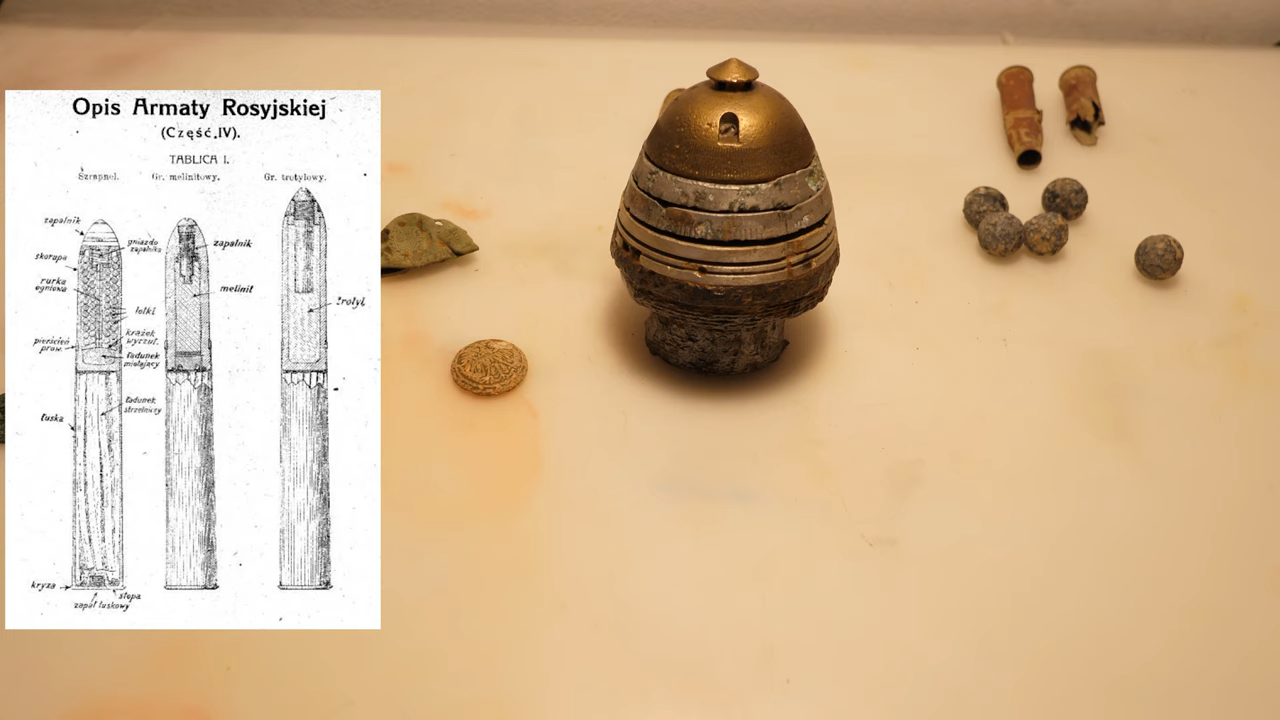 Opis Armaty Rosyjskiej
(Część IV).
TABLICA I.
Szrapnel.
Gr. melinitowy.
Gr. trotylowy.
zapalnik
gniazdo
zapalnika
skorupa
rurka
ogniowa
lotki
krążek
wyrzut.
pierścień
prow.
ładunek
miotający
łuska
ładunek
strzelniczy
kryza
stopa
zapał łuskowy
zapalnik
melinit
trotyl